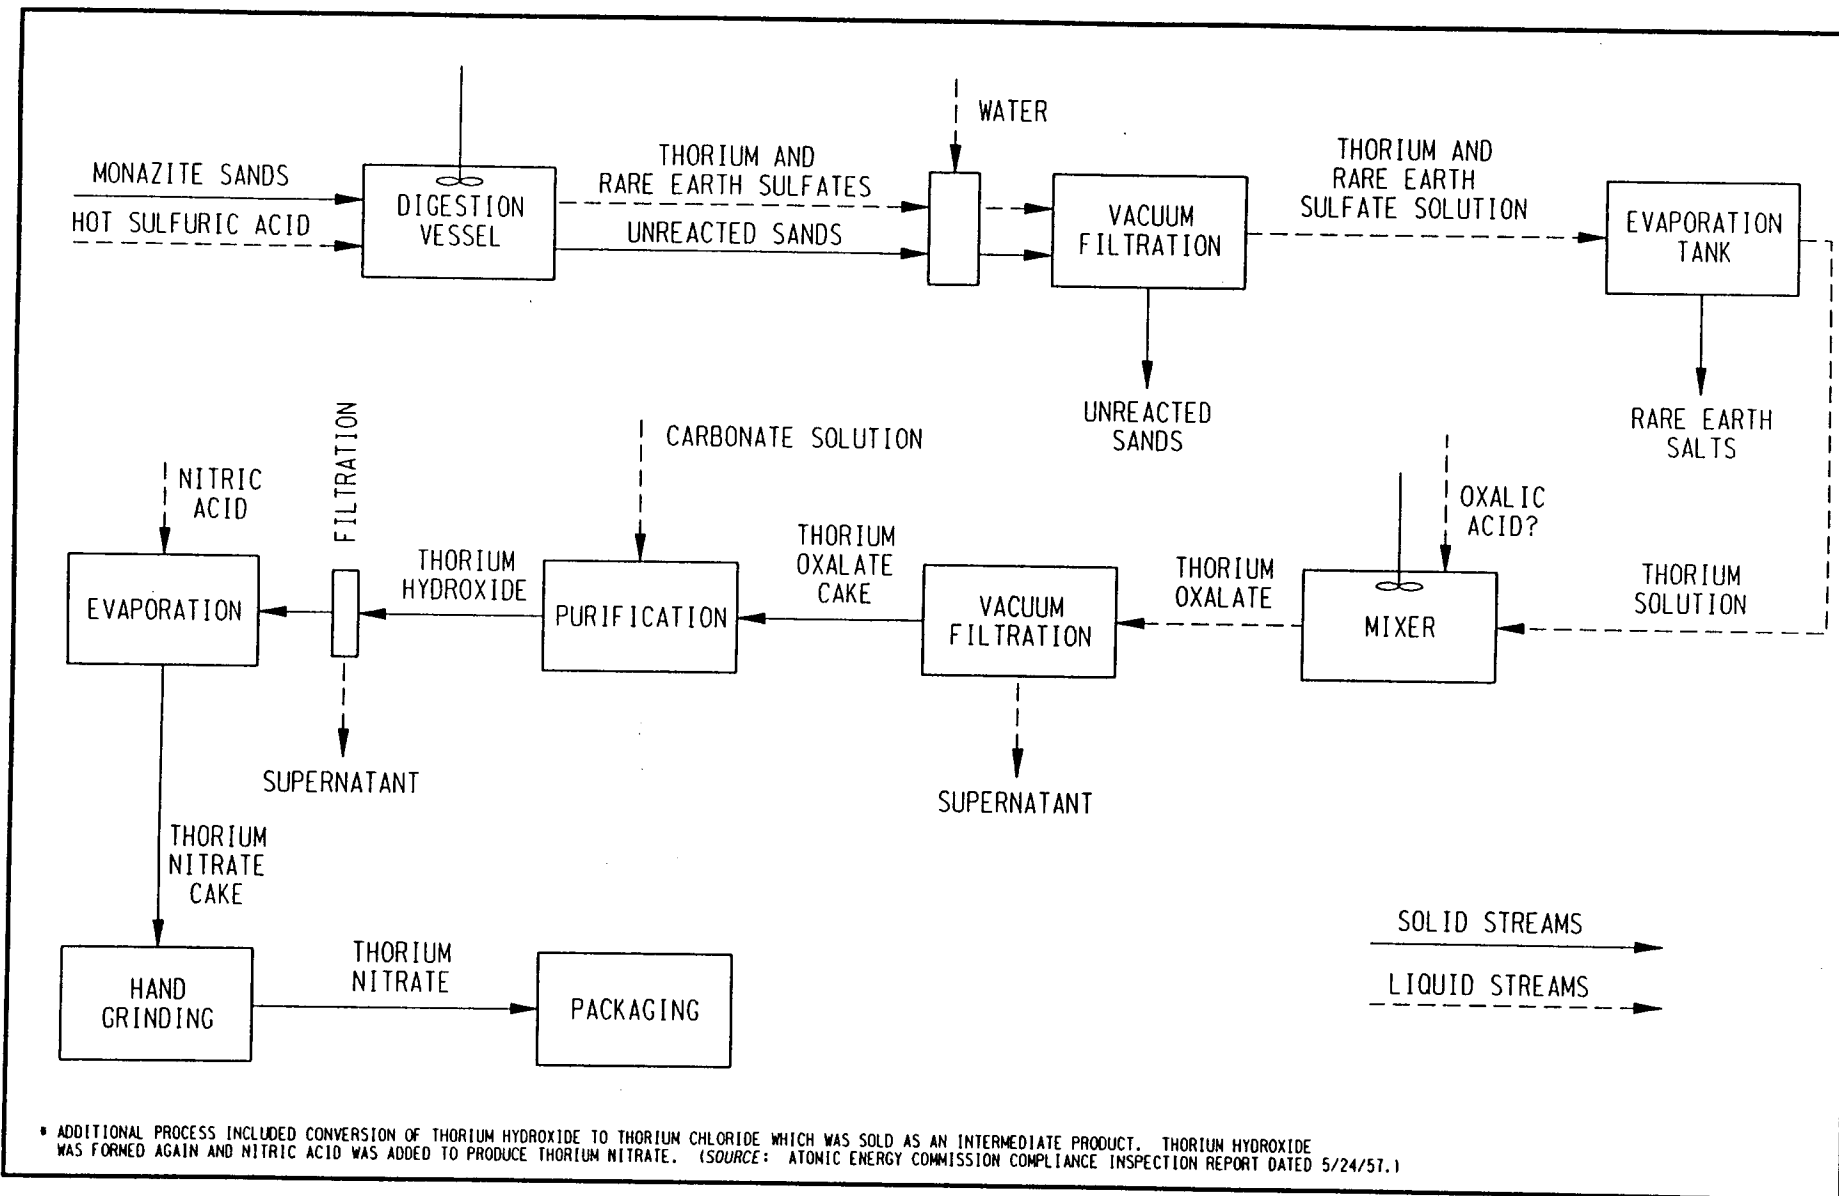 WATER
MONAZITE SANDS
HOT SULFURIC ACID
DIGESTION
VESSEL
THORIUM AND
RARE EARTH SULFATES
UNREACTED SANDS
VACUUM
FILTRATION
THORIUM AND
RARE EARTH
SULFATE SOLUTION
EVAPORATION
TANK
UNREACTED
SANDS
RARE EARTH
SALTS
OXALIC
ACID?
THORIUM
SOLUTION
MIXER
THORIUM
OXALATE
VACUUM
FILTRATION
SUPERNATANT
THORIUM
OXALATE
CAKE
CARBONATE SOLUTION
PURIFICATION
THORIUM
HYDROXIDE
FILTRATION
SUPERNATANT
NITRIC
ACID
EVAPORATION
THORIUM
NITRATE
CAKE
HAND
GRINDING
THORIUM
NITRATE
PACKAGING
SOLID STREAMS
LIQUID STREAMS
* ADDITIONAL PROCESS INCLUDED CONVERSION OF THORIUM HYDROXIDE TO THORIUM CHLORIDE WHICH WAS SOLD AS AN INTERMEDIATE PRODUCT. THORIUM HYDROXIDE
WAS FORMED AGAIN AND NITRIC ACID WAS ADDED TO PRODUCE THORIUM NITRATE. (SOURCE: ATOMIC ENERGY COMMISSION COMPLIANCE INSPECTION REPORT DATED 5/24/57.)